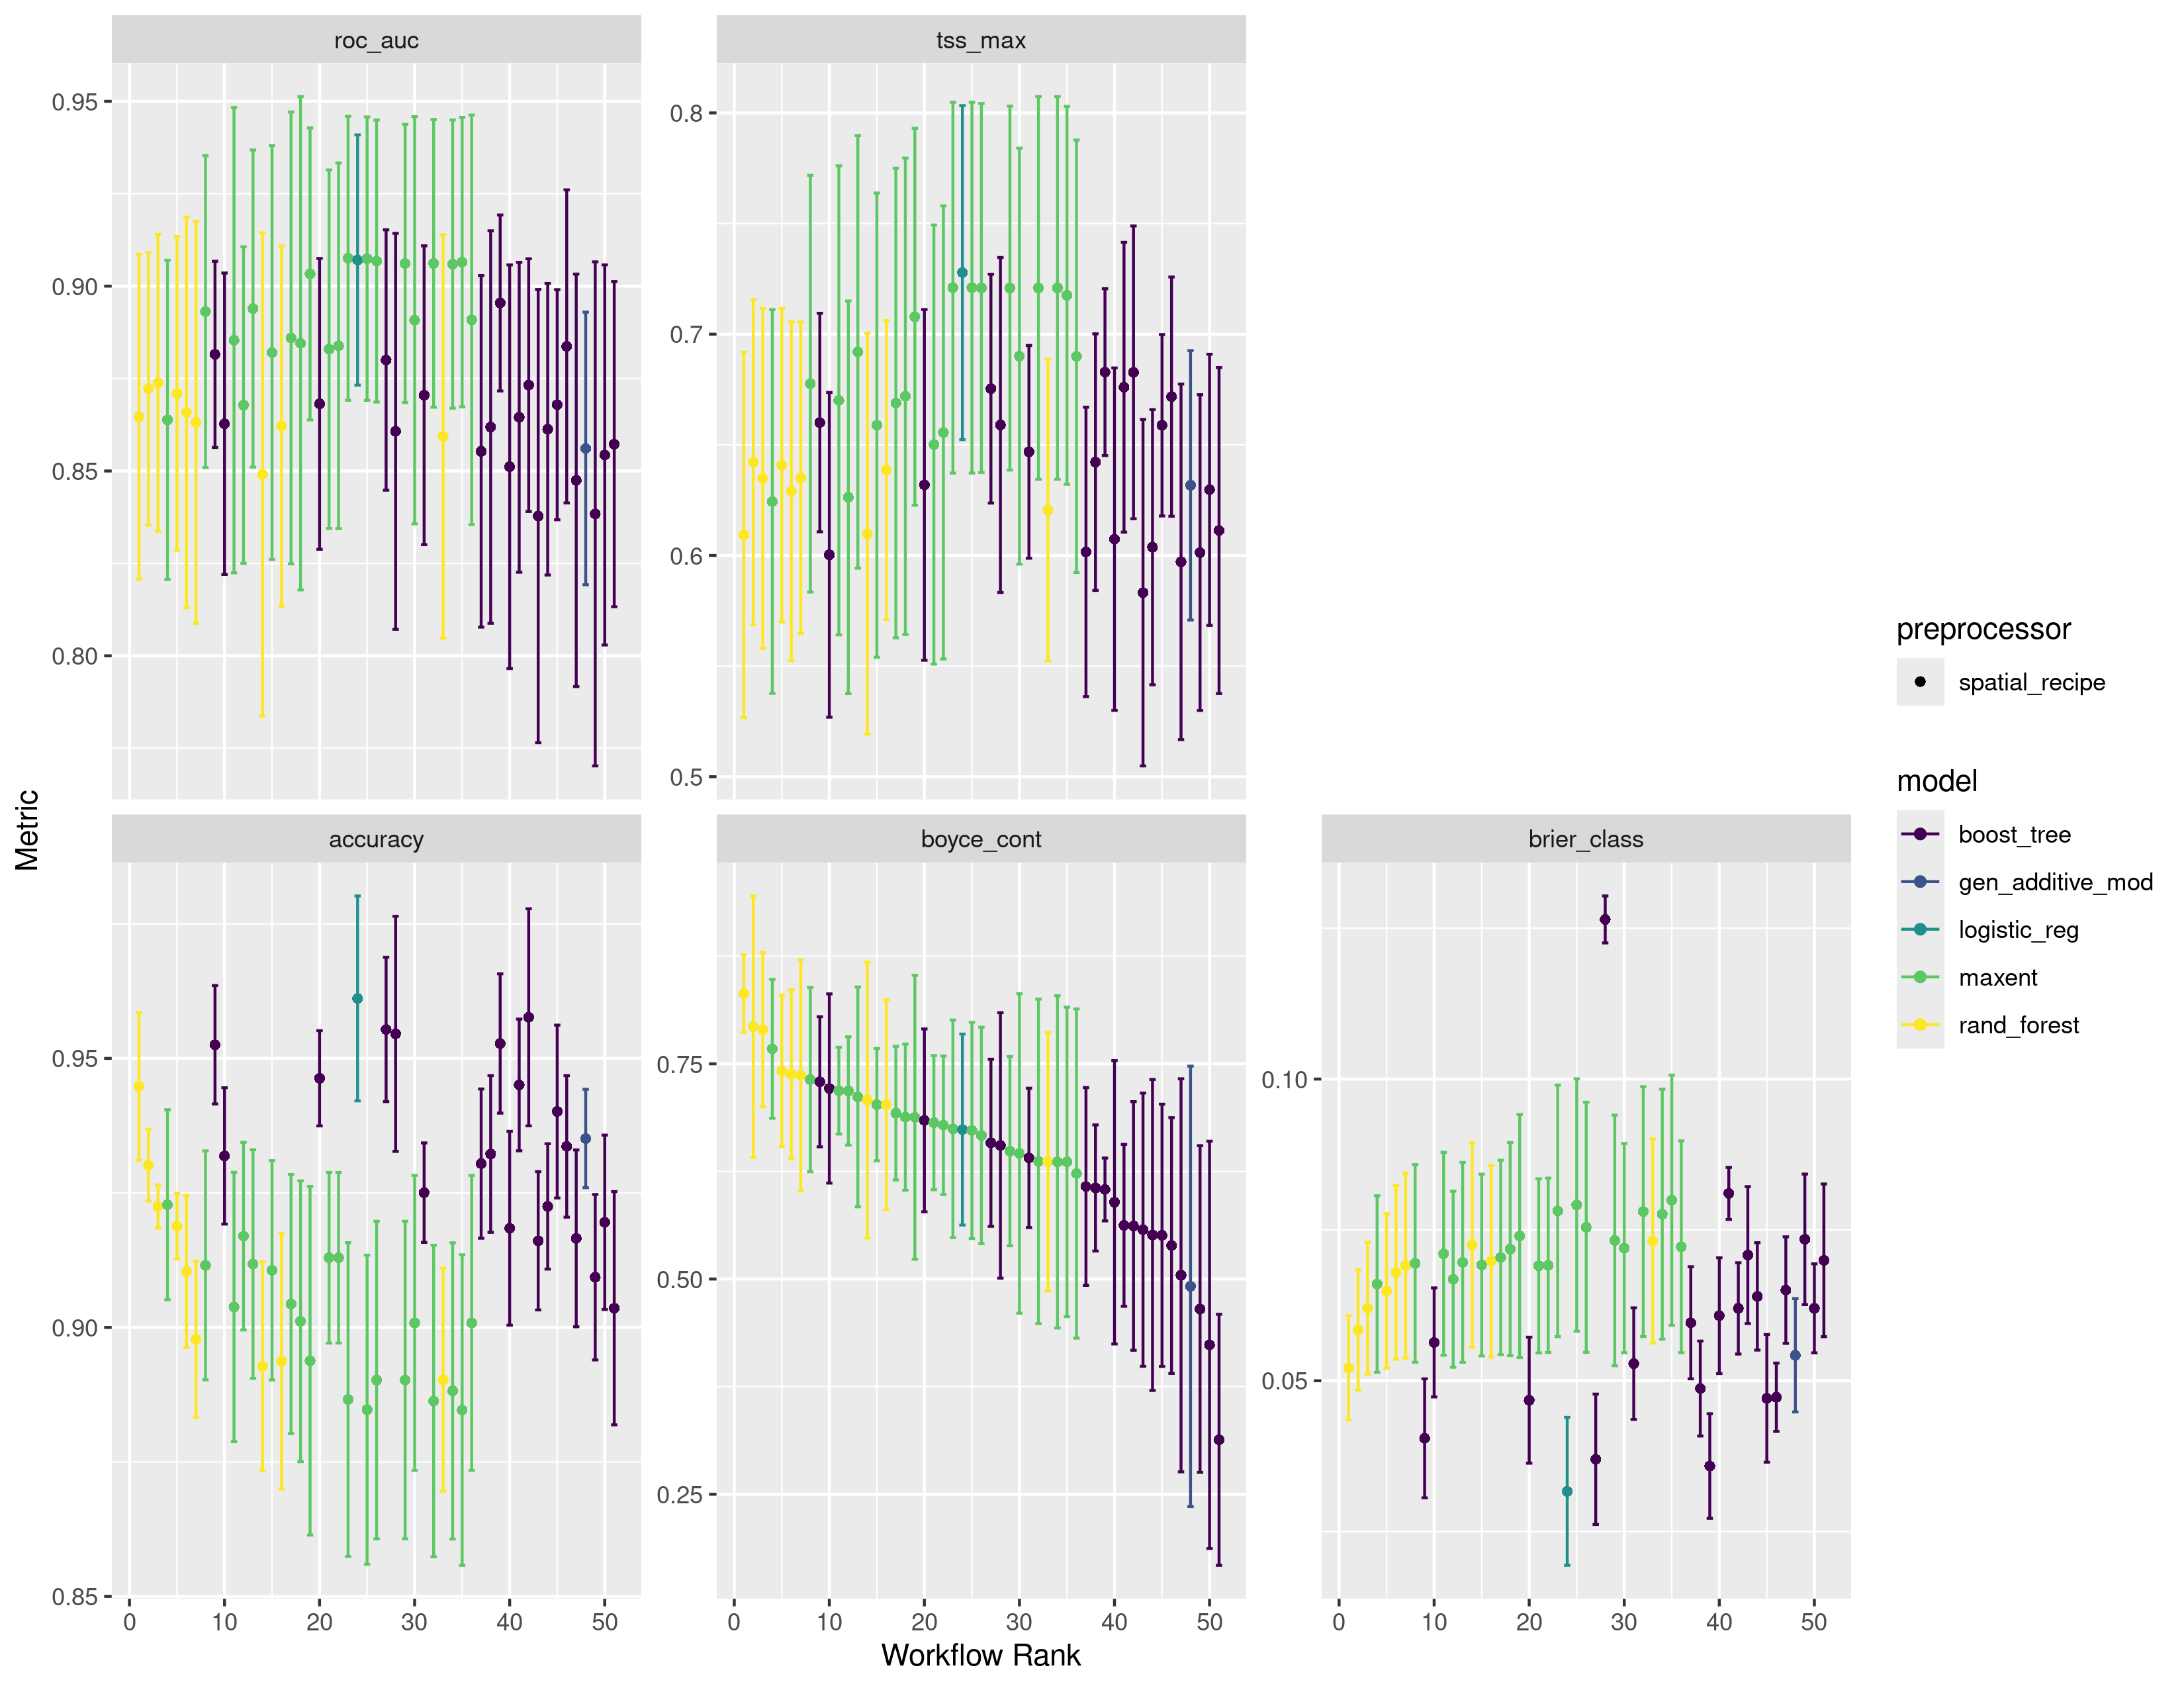 roc_auc
tss_max
0.95
0.90
0.85
0.80
0.8
0.7
0.6
0.5
Metric
accuracy
boyce_cont
brier_class
0.95
0.90
0.85
0.75
0.50
0.25
0.10
0.05
0 10 20 30 40 50
0 10 20 30 40 50
0 10 20 30 40 50
Workflow Rank
preprocessor
spatial_recipe
model
boost_tree
gen_additive_mod
logistic_reg
maxent
rand_forest